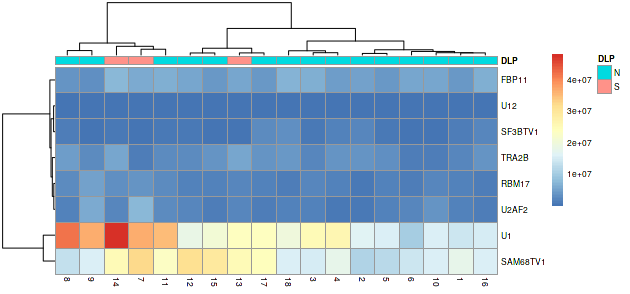 DLP
FBP11
U12
SF3BTV1
TRA2B
RBM17
U2AF2
U1
SAM68TV1
8 9 14 7 11 12 15 13 17 18 3 4 2 5 6 10 1 16
4e+07
3e+07
2e+07
1e+07
DLP
N
S